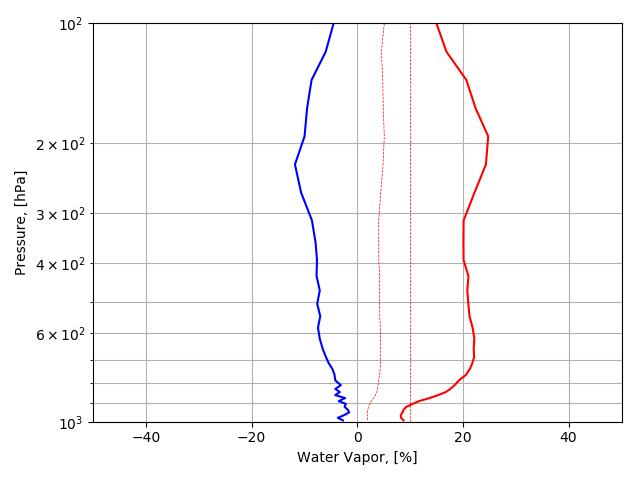 10²
2 × 10²
3 × 10²
4 × 10²
6 × 10²
10³
Pressure, [hPa]
−40 −20 0 20 40
Water Vapor, [%]